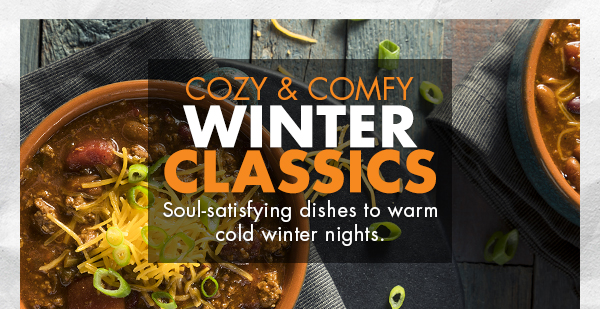 COZY & COMFY
WINTER
CLASSICS
Soul-satisfying dishes to warm
cold winter nights.